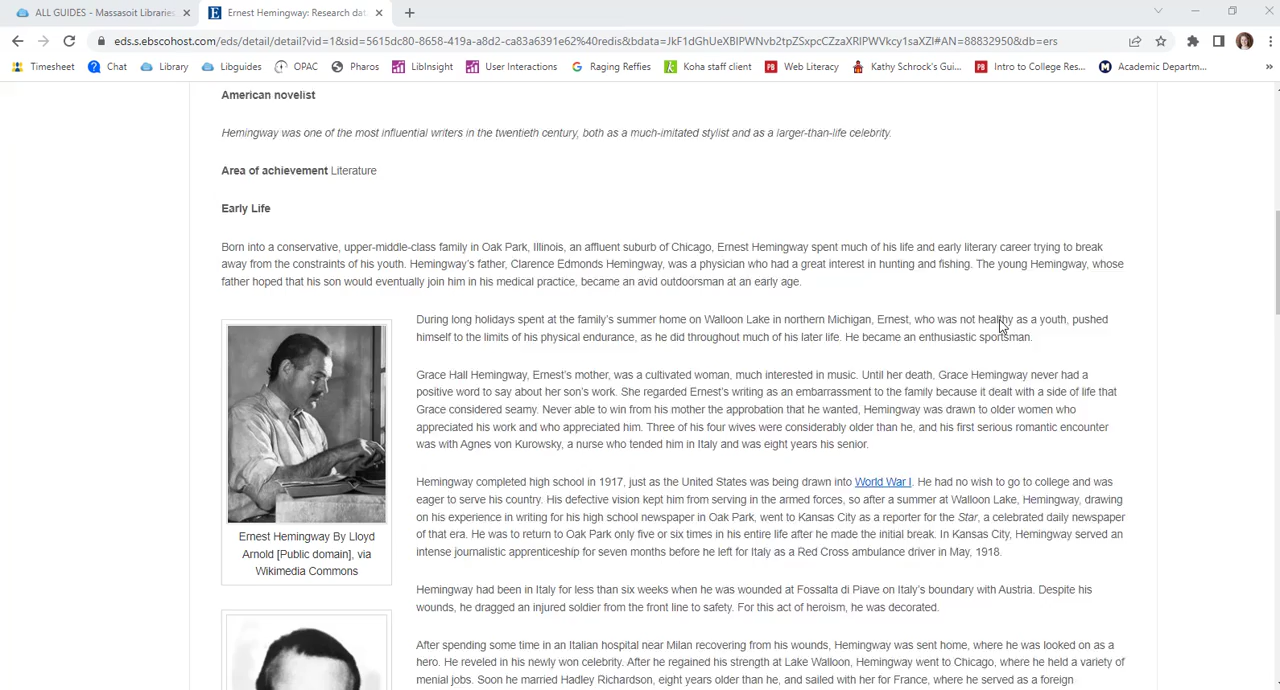 ALL GUIDES - Massasoit Libraries
Ernest Hemingway: Research dat
eds.s.ebscohost.com/eds/detail/detail?vid=1&sid=5615dc80-8658-419a-a8d2-ca83a6391e62%40redis&bdata=JkF1dGhUeXBlPWNvb2tpZSxpcCZzaXRlPWVkcy1saXZl#AN=88832950&db=ers
Timesheet Chat Library Libguides OPAC Pharos LibInsight User Interactions Raging Reffies Koha staff client Web Literacy Kathy Schrock's Gui... Intro to College Res... Academic Departm... »
American novelist
Hemingway was one of the most influential writers in the twentieth century, both as a much-imitated stylist and as a larger-than-life celebrity.
Area of achievement Literature
Early Life
Born into a conservative, upper-middle-class family in Oak Park, Illinois, an affluent suburb of Chicago, Ernest Hemingway spent much of his life and early literary career trying to break
away from the constraints of his youth. Hemingway's father, Clarence Edmonds Hemingway, was a physician who had a great interest in hunting and fishing. The young Hemingway, whose
father hoped that his son would eventually join him in his medical practice, became an avid outdoorsman at an early age.
During long holidays spent at the family's summer home on Walloon Lake in northern Michigan, Ernest, who was not healthy as a youth, pushed
himself to the limits of his physical endurance, as he did throughout much of his later life. He became an enthusiastic sportsman.
Grace Hall Hemingway, Ernest's mother, was a cultivated woman, much interested in music. Until her death, Grace Hemingway never had a
positive word to say about her son's work. She regarded Ernest's writing as an embarrassment to the family because it dealt with a side of life that
Grace considered seamy. Never able to win from his mother the approbation that he wanted, Hemingway was drawn to older women who
appreciated his work and who appreciated him. Three of his four wives were considerably older than he, and his first serious romantic encounter
was with Agnes von Kurowsky, a nurse who tended him in Italy and was eight years his senior.
Hemingway completed high school in 1917, just as the United States was being drawn into World War I. He had no wish to go to college and was
eager to serve his country. His defective vision kept him from serving in the armed forces, so after a summer at Walloon Lake, Hemingway, drawing
on his experience in writing for his high school newspaper in Oak Park, went to Kansas City as a reporter for the Star, a celebrated daily newspaper
of that era. He was to return to Oak Park only five or six times in his entire life after he made the initial break. In Kansas City, Hemingway served an
intense journalistic apprenticeship for seven months before he left for Italy as a Red Cross ambulance driver in May, 1918.
Ernest Hemingway By Lloyd
Arnold [Public domain], via
Wikimedia Commons
Hemingway had been in Italy for less than six weeks when he was wounded at Fossalta di Piave on Italy's boundary with Austria. Despite his
wounds, he dragged an injured soldier from the front line to safety. For this act of heroism, he was decorated.
After spending some time in an Italian hospital near Milan recovering from his wounds, Hemingway was sent home, where he was looked on as a
hero. He reveled in his newly won celebrity. After he regained his strength at Lake Walloon, Hemingway went to Chicago, where he held a variety of
menial jobs. Soon he married Hadley Richardson, eight years older than he, and sailed with her for France, where he served as a foreign